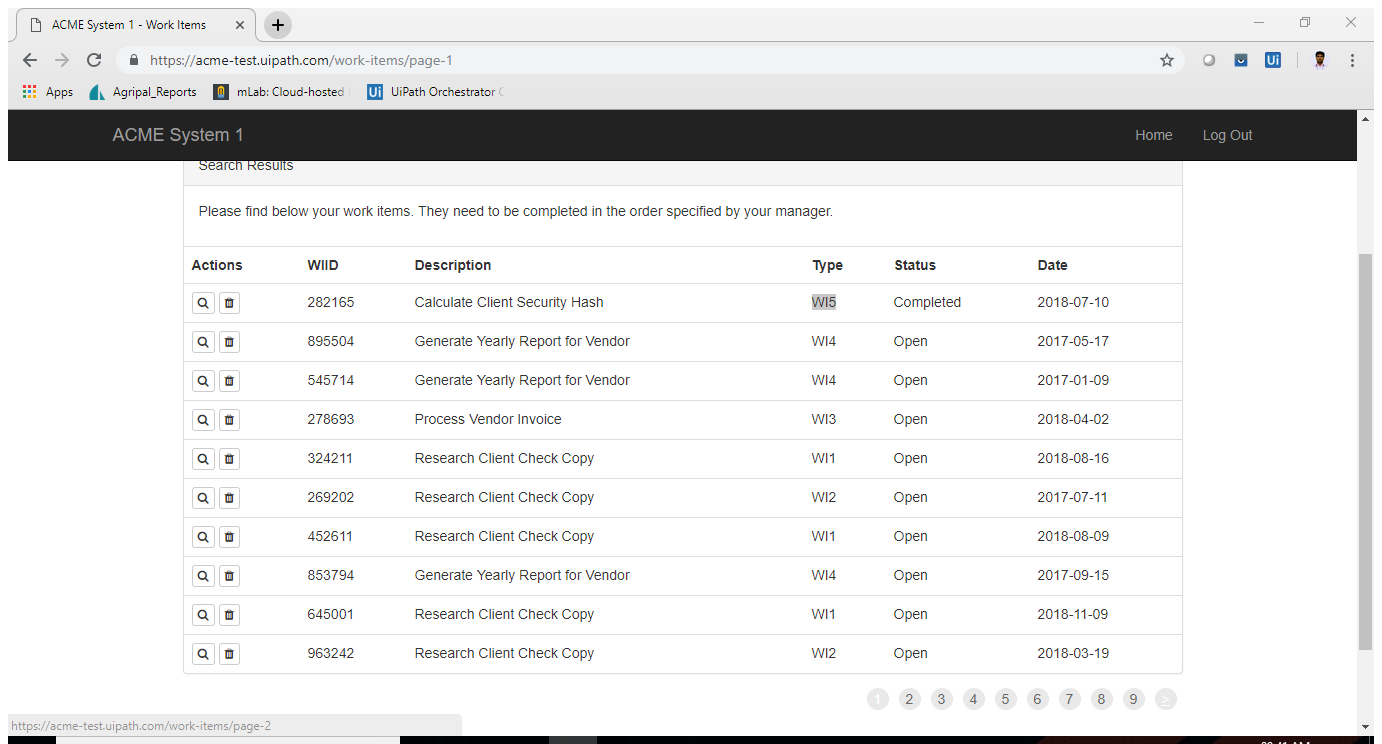 ACME System 1 - Work Items
https://acme-test.uipath.com/work-items/page-1
Apps Agripal_Reports mLab: Cloud-hosted Ui UiPath Orchestrator
ACME System 1 Home Log Out
Search Results
Please find below your work items. They need to be completed in the order specified by your manager.
Actions WIID Description Type Status Date
282165 Calculate Client Security Hash WI5 Completed 2018-07-10
895504 Generate Yearly Report for Vendor WI4 Open 2017-05-17
545714 Generate Yearly Report for Vendor WI4 Open 2017-01-09
278693 Process Vendor Invoice WI3 Open 2018-04-02
324211 Research Client Check Copy WI1 Open 2018-08-16
269202 Research Client Check Copy WI2 Open 2017-07-11
452611 Research Client Check Copy WI1 Open 2018-08-09
853794 Generate Yearly Report for Vendor WI4 Open 2017-09-15
645001 Research Client Check Copy WI1 Open 2018-11-09
963242 Research Client Check Copy WI2 Open 2018-03-19
1 2 3 4 5 6 7 8 9 >
https://acme-test.uipath.com/work-items/page-2